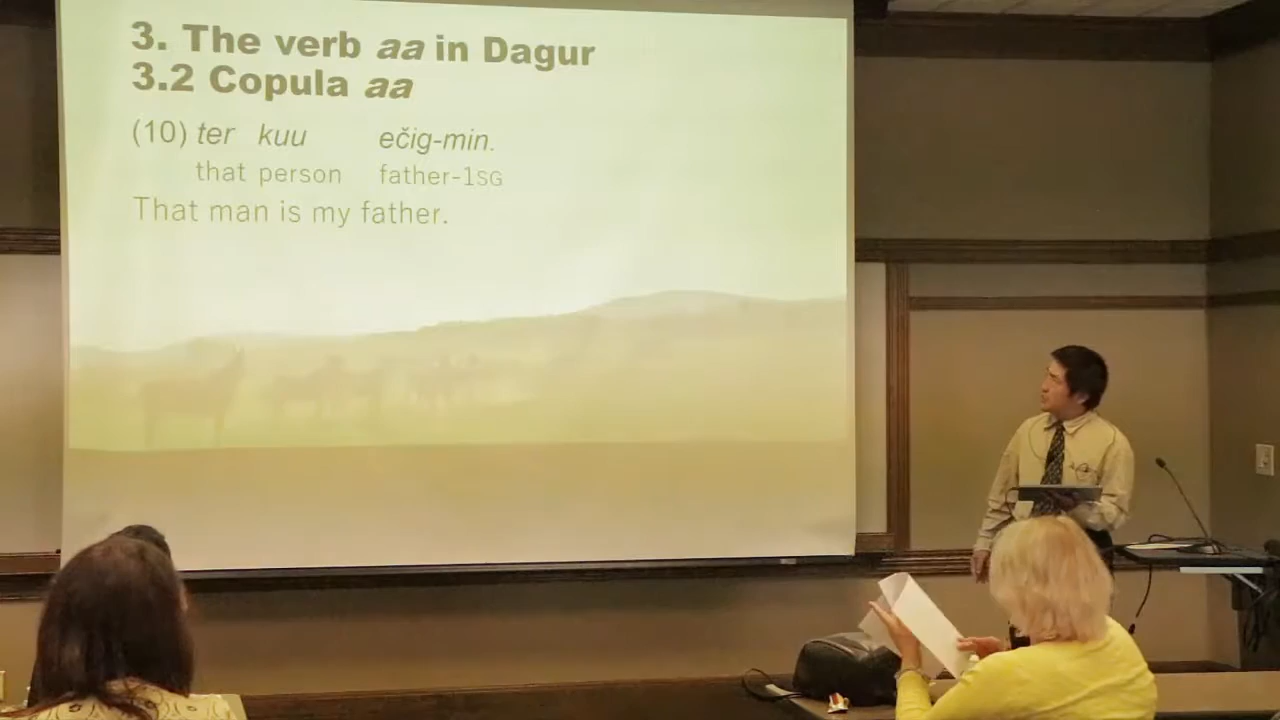 3. The verb aa in Dagur
3.2 Copula aa
(10) ter kuu ečig-min.
that person father-1SG
That man is my father.